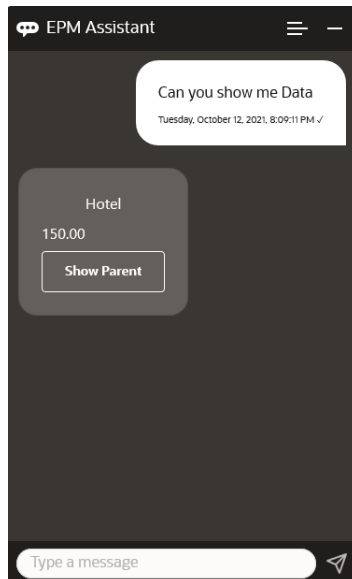 EPM Assistant
Can you show me Data
Tuesday, October 12, 2021, 8:09:11 PM ✓
Hotel
150.00
Show Parent
Type a message